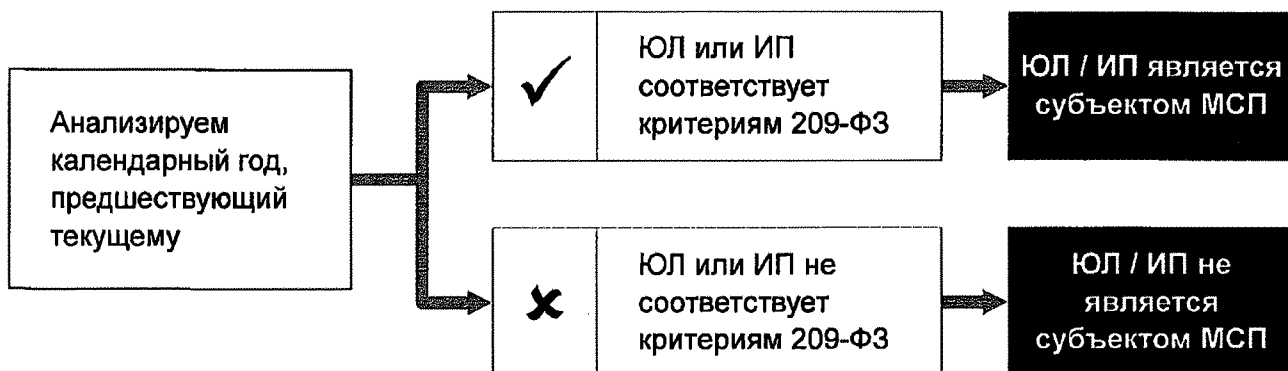 Анализируем
календарный год,
предшествующий
текущему
✓
ЮЛ или ИП
соответствует
критериям 209-ФЗ
ЮЛ / ИП является
субъектом МСП
✗
ЮЛ или ИП не
соответствует
критериям 209-ФЗ
ЮЛ / ИП не
является
субъектом МСП